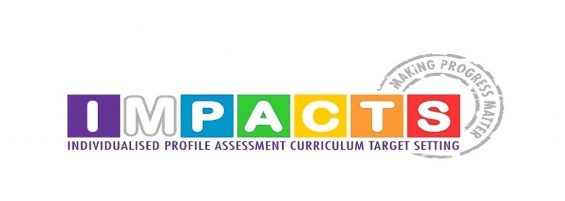 MAKING PROGRESS MATTER
IMPACTS
INDIVIDUALISED PROFILE ASSESSMENT CURRICULUM TARGET SETTING